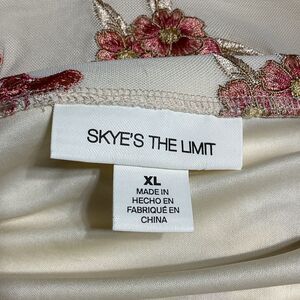 SKYE'S THE LIMIT
XL
MADE IN
HECHO EN
FABRIQUÉ EN
CHINA